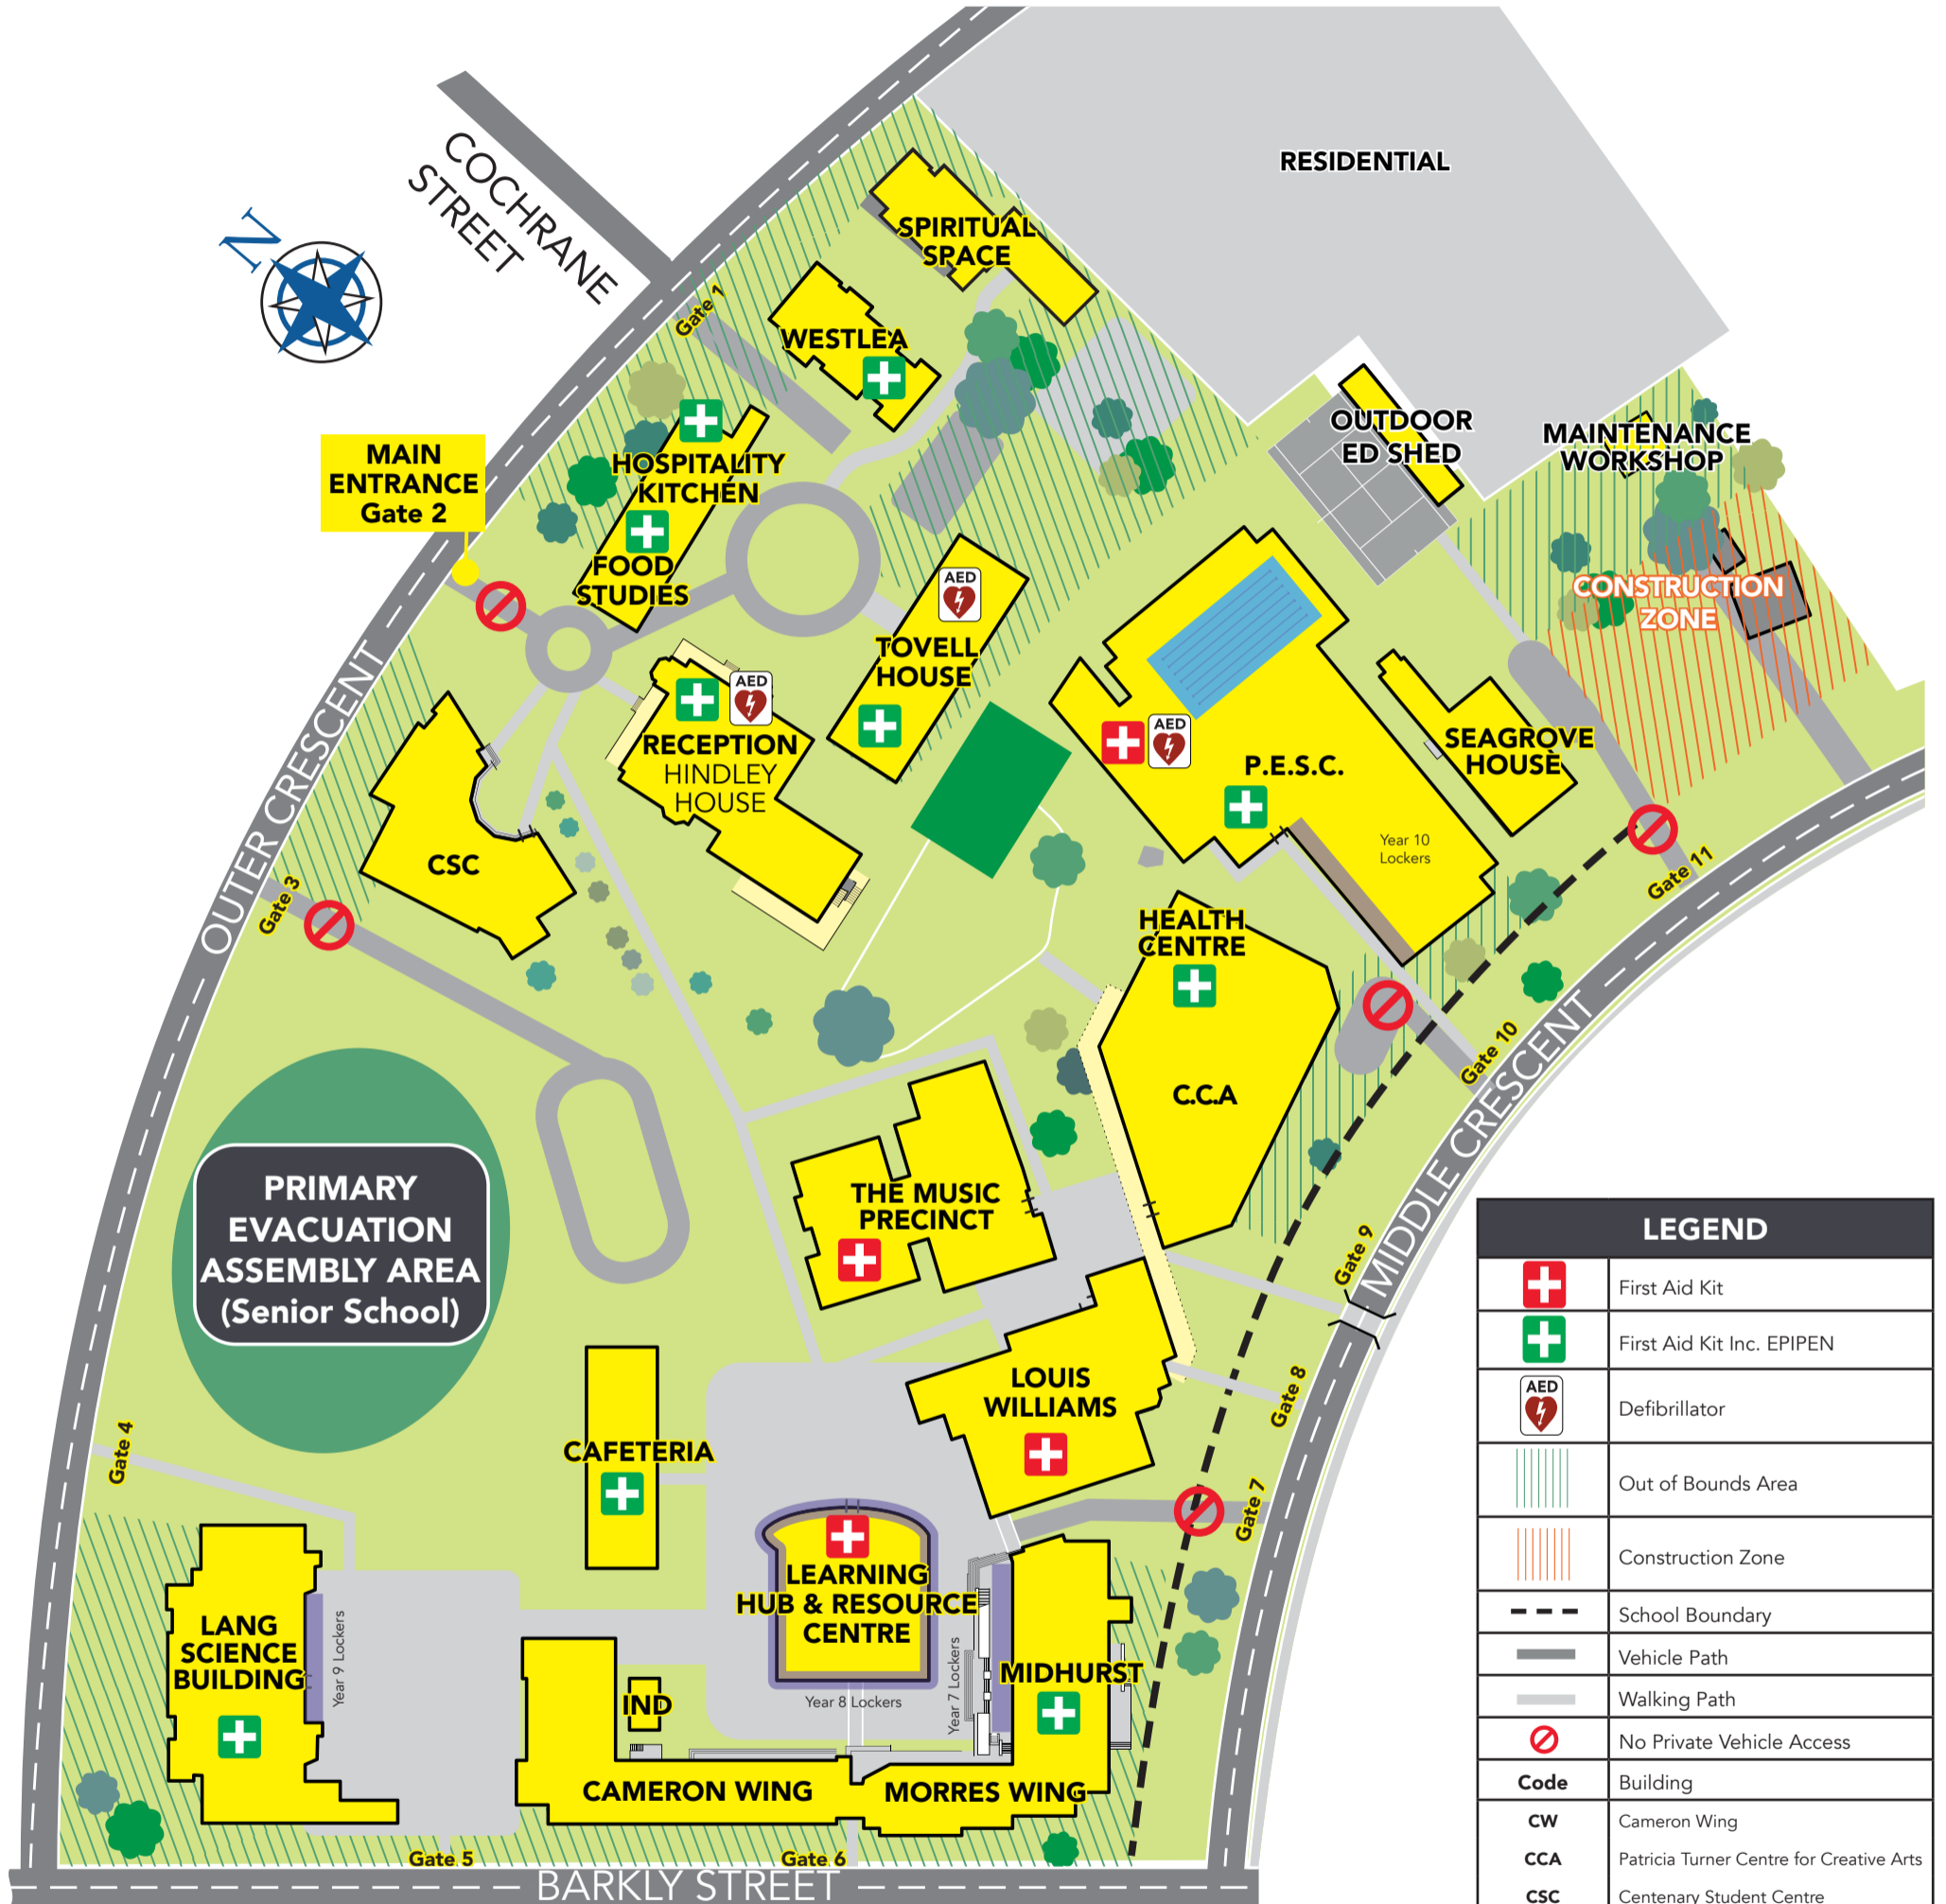 RESIDENTIAL
COCHRANE
STREET
N
SPIRITUAL
SPACE
Gate 1
WESTLEA
MAIN
ENTRANCE
Gate 2
HOSPITALITY
KITCHEN
FOOD
STUDIES
OUTDOOR
ED SHED
MAINTENANCE
WORKSHOP
CONSTRUCTION
ZONE
AED
TOVELL
HOUSE
AED
RECEPTION
HINDLEY
HOUSE
AED
P.E.S.C.
Year 10
Lockers
SEAGROVE
HOUSE
OUTER CRESCENT
CSC
Gate 3
Gate 11
HEALTH
CENTRE
C.C.A
Gate 10
MIDDLE CRESCENT
PRIMARY
EVACUATION
ASSEMBLY AREA
(Senior School)
THE MUSIC
PRECINCT
Gate 9
Gate 8
LOUIS
WILLIAMS
Gate 4
CAFETERIA
Gate 7
LEARNING
HUB & RESOURCE
CENTRE
LANG
SCIENCE
BUILDING
Year 9 Lockers
IND
Year 8 Lockers
Year 7 Lockers
MIDHURST
CAMERON WING
MORRES WING
Gate 5
Gate 6
BARKLY STREET
LEGEND
First Aid Kit
First Aid Kit Inc. EPIPEN
AED
Defibrillator
Out of Bounds Area
Construction Zone
School Boundary
Vehicle Path
Walking Path
No Private Vehicle Access
Code Building
CW Cameron Wing
CCA Patricia Turner Centre for Creative Arts
CSC Centenary Student Centre